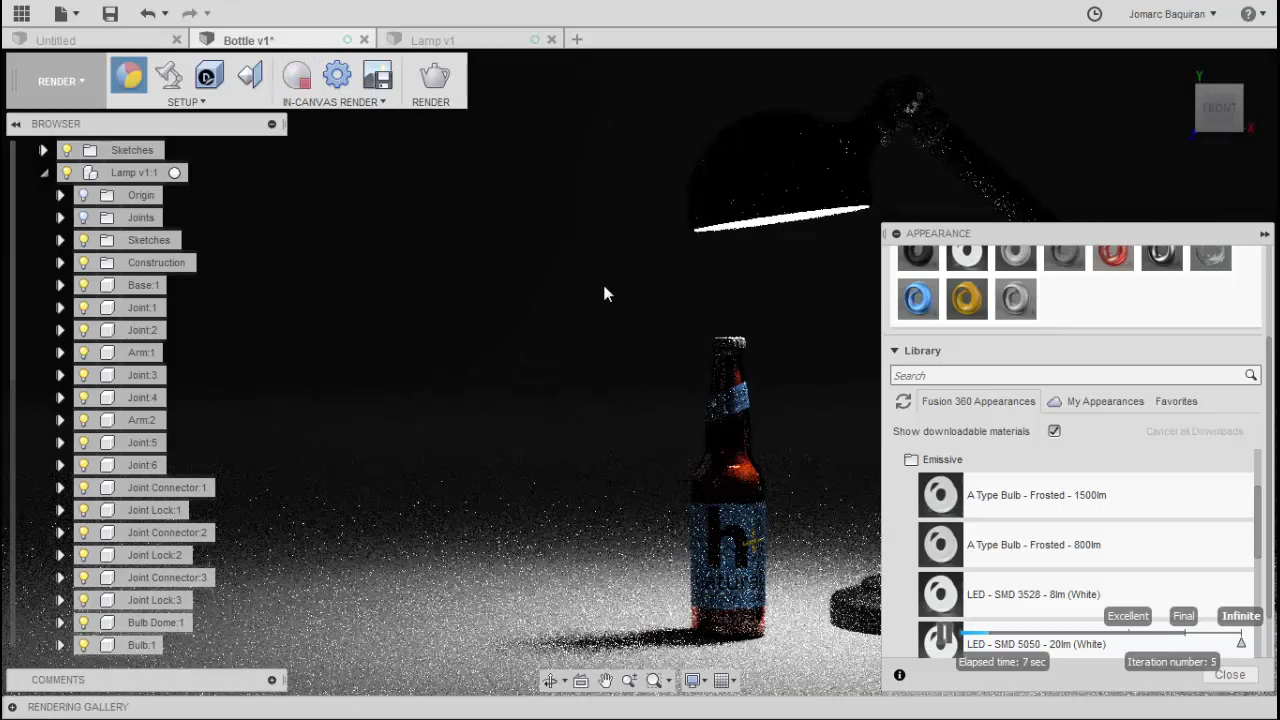 Jomarc Baquiran
Untitled
Bottle v1*
Lamp v1
RENDER
SETUP
IN-CANVAS RENDER
RENDER
FRONT
Y
X
BROWSER
Sketches
Lamp v1:1
Origin
Joints
Sketches
Construction
Base:1
Joint:1
Joint:2
Arm:1
Joint:3
Joint:4
Arm:2
Joint:5
Joint:6
Joint Connector:1
Joint Lock:1
Joint Connector:2
Joint Lock:2
Joint Connector:3
Joint Lock:3
Bulb Dome:1
Bulb:1
h
APPEARANCE
Library
Search
Fusion 360 Appearances
My Appearances
Favorites
Show downloadable materials
Cancel all Downloads
Emissive
A Type Bulb - Frosted - 1500lm
A Type Bulb - Frosted - 800lm
LED - SMD 3528 - 8lm (White)
Excellent
Final
Infinite
LED - SMD 5050 - 20lm (White)
Elapsed time: 7 sec
Iteration number: 5
Close
COMMENTS
RENDERING GALLERY